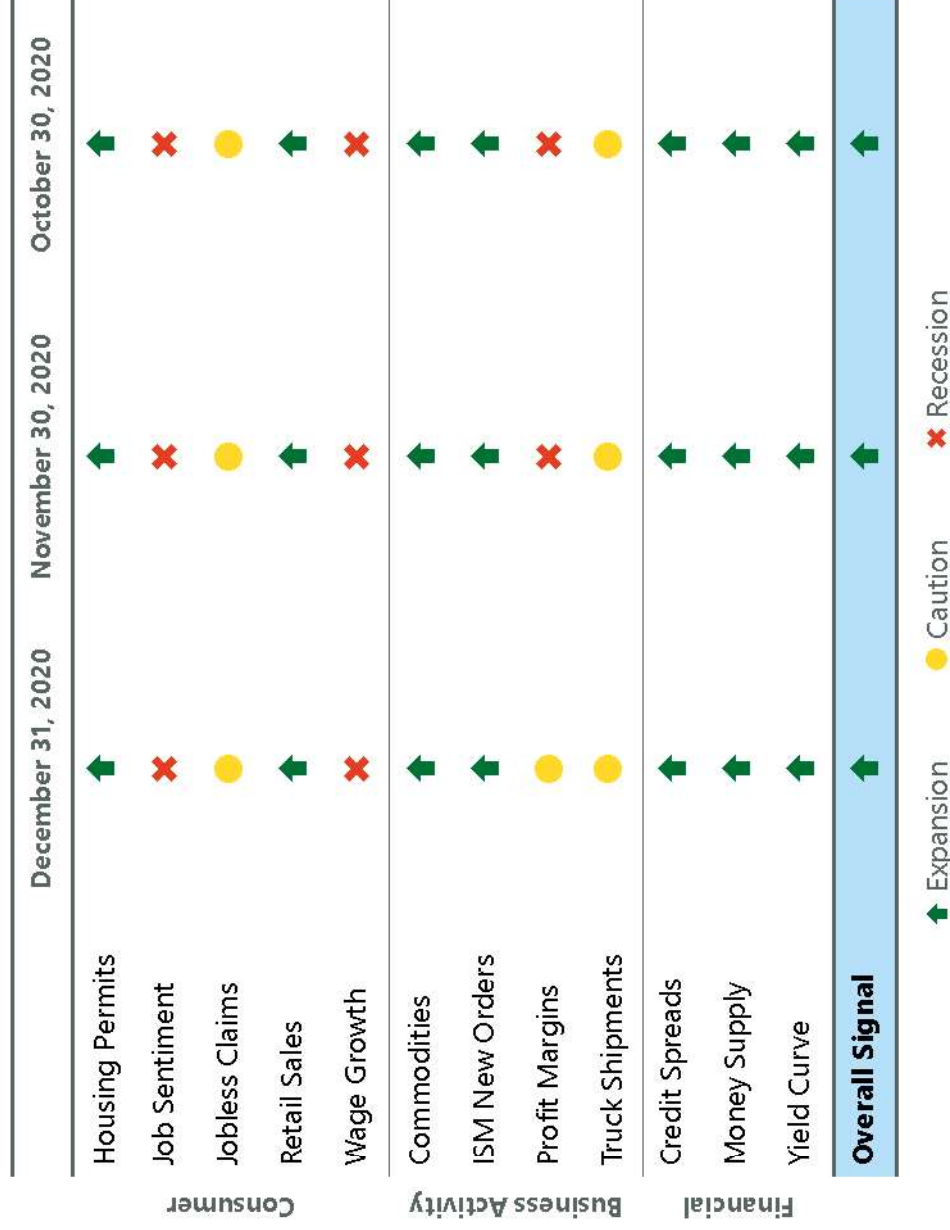 December 31, 2020 November 30, 2020 October 30, 2020
Consumer
Housing Permits
Job Sentiment
Jobless Claims
Retail Sales
Wage Growth
Business Activity
Commodities
ISM New Orders
Profit Margins
Truck Shipments
Financial
Credit Spreads
Money Supply
Yield Curve
Overall Signal
Expansion Caution Recession